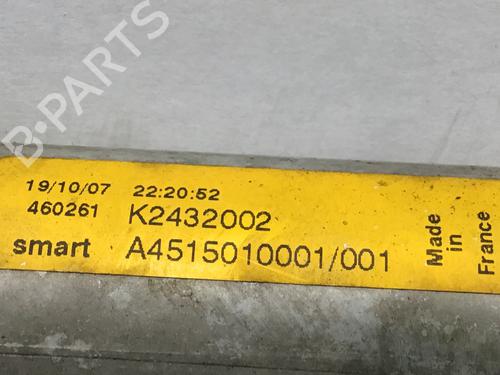 B-PARTS
19/10/07 22:20:52
460261 K2432002
smart A4515010001/001
Made
in
France